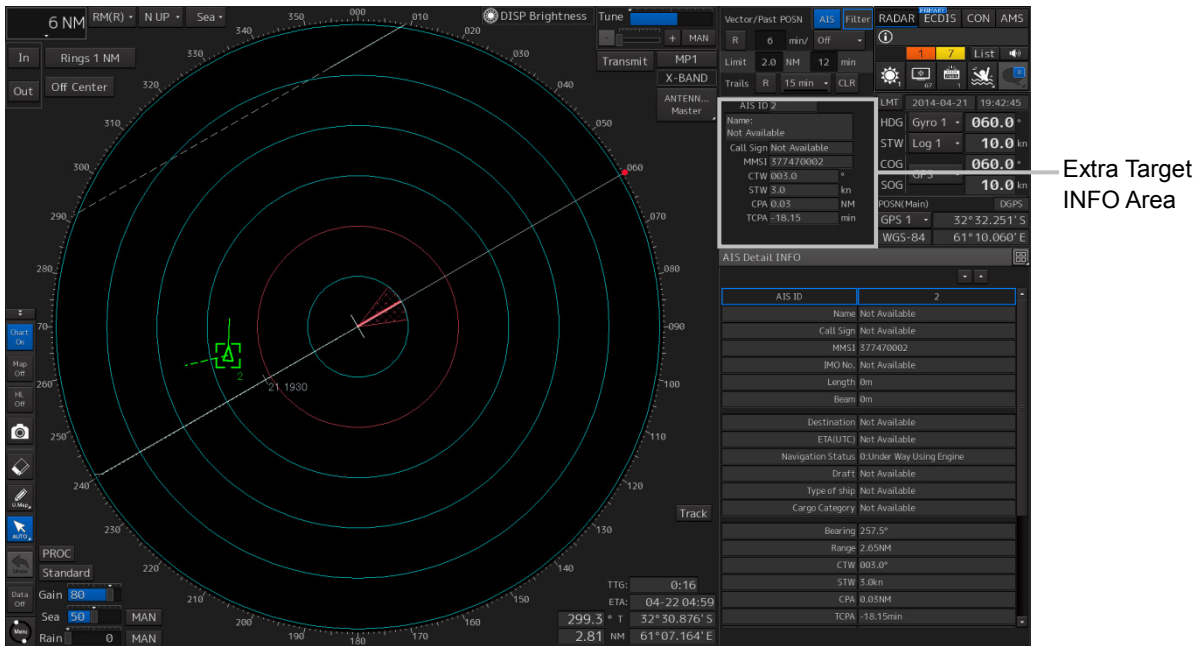 6 NM RM(R) N UP Sea
In Rings 1 NM
Out Off Center
DISP Brightness
Tune
- + MAN
Transmit MP1
X-BAND
ANTENN...
Master
Vector/Past POSN AIS Filter
R 6 min/ Off
Limit 2.0 NM 12 min
Trails R 15 min CLR
PRIMARY
RADAR ECDIS CON AMS
1 7 List
67 1
AIS ID 2
Name:
Not Available
Call Sign Not Available
MMSI 377470002
CTW 003.0 °
STW 3.0 kn
CPA 0.03 NM
TCPA -18.15 min
LMT 2014-04-21 19:42:45
HDG Gyro 1 060.0 °
STW Log 1 10.0 kn
COG GPS 060.0 °
SOG 10.0 kn
POSN(Main) DGPS
GPS 1 32°32.251'S
WGS-84 61°10.060'E
Extra Target
INFO Area
AIS Detail INFO
AIS ID 2
Name Not Available
Call Sign Not Available
MMSI 377470002
IMO No. Not Available
Length 0m
Beam 0m
Destination Not Available
ETA(UTC) Not Available
Navigation Status 0:Under Way Using Engine
Draft Not Available
Type of ship Not Available
Cargo Category Not Available
Bearing 257.5°
Range 2.65NM
CTW 003.0°
STW 3.0kn
CPA 0.03NM
TCPA -18.15min
340 350 000 010 020
330 030
320
310 050
300 060
290 070
280 080
70 090
260 100
250 110
240 120
230 130
220 140
210 150
200 190 180 170 160
2
21 1930
Chart
On
Map
Off
HL
Off
U.Map
AUTO
Undo
Data
Off
Menu
PROC
Standard
Gain 80
Sea 50 MAN
Rain 0 MAN
Track
TTG: 0:16
ETA: 04-22 04:59
299.3 ° T 32°30.876'S
2.81 NM 61°07.164'E